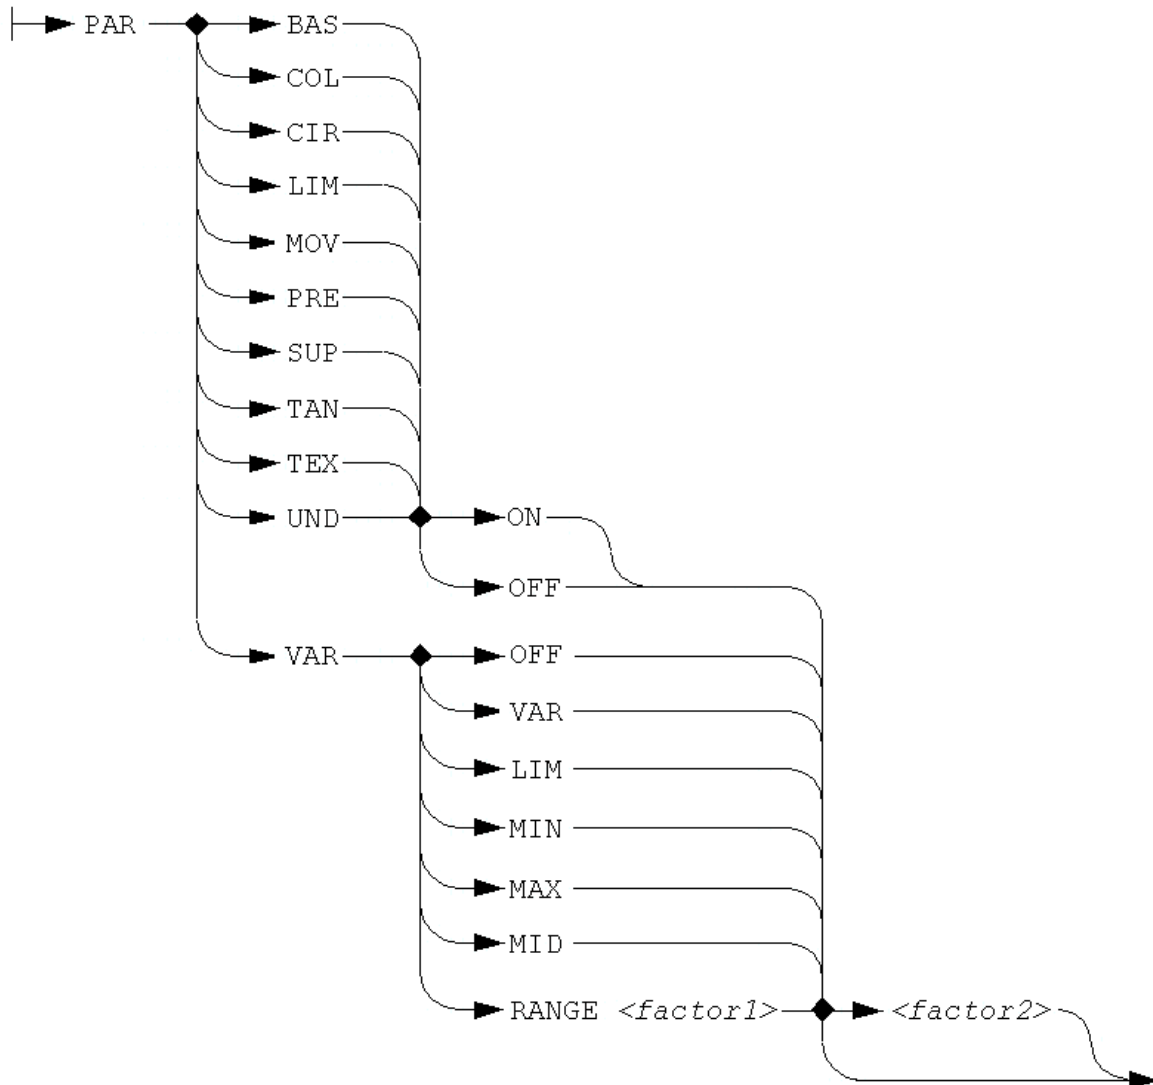 PAR BAS
COL
CIR
LIM
MOV
PRE
SUP
TAN
TEX
UND ON
OFF
VAR OFF
VAR
LIM
MIN
MAX
MID
RANGE <factor1> <factor2>